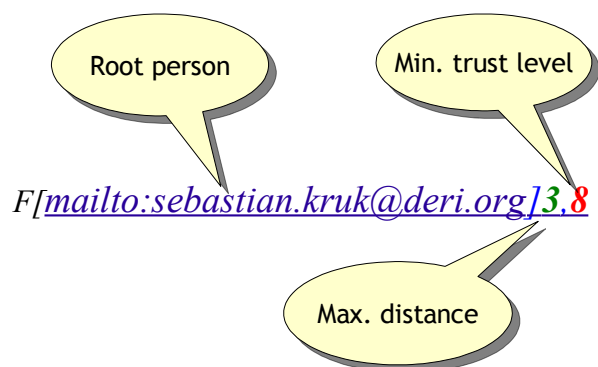 Root person
Min. trust level
F[mailto:sebastian.kruk@deri.org]3,8
Max. distance